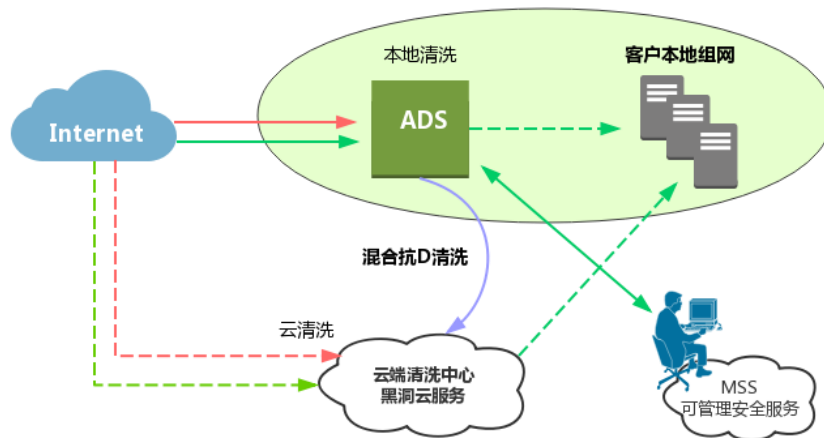 本地清洗
客户本地组网
Internet
ADS
混合抗D清洗
云清洗
云端清洗中心
黑洞云服务
MSS
可管理安全服务